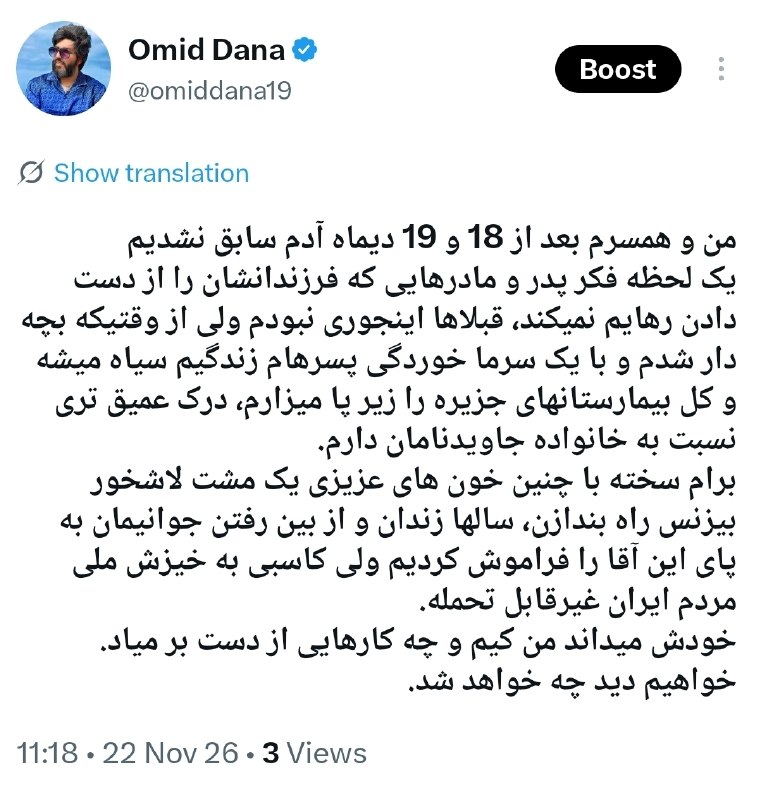 Omid Dana
@omiddana19
Boost
Show translation
من و همسرم بعد از 18 و 19 دیماه آدم سابق نشدیم
یک لحظه فکر پدر و مادرهایی که فرزندانشان را از دست
دادن رهایم نمیکند، قبلاها اینجوری نبودم ولی از وقتیکه بچه
دار شدم و با یک سرما خوردگی پسرهام زندگیم سیاه میشه
و کل بیمارستانهای جزیره را زیر پا میزارم، درک عمیق تری
نسبت به خانواده جاویدنامان دارم.
برام سخته با چنین خون های عزیزی یک مشت لاشخور
بیزنس راه بندازن، سالها زندان و از بین رفتن جوانیمان به
پای این آقا را فراموش کردیم ولی کاسبی به خیزش ملی
مردم ایران غیرقابل تحمله.
خودش میداند من کیم و چه کارهایی از دست بر میاد.
خواهیم دید چه خواهد شد.
11:18 • 22 Nov 26 • 3 Views